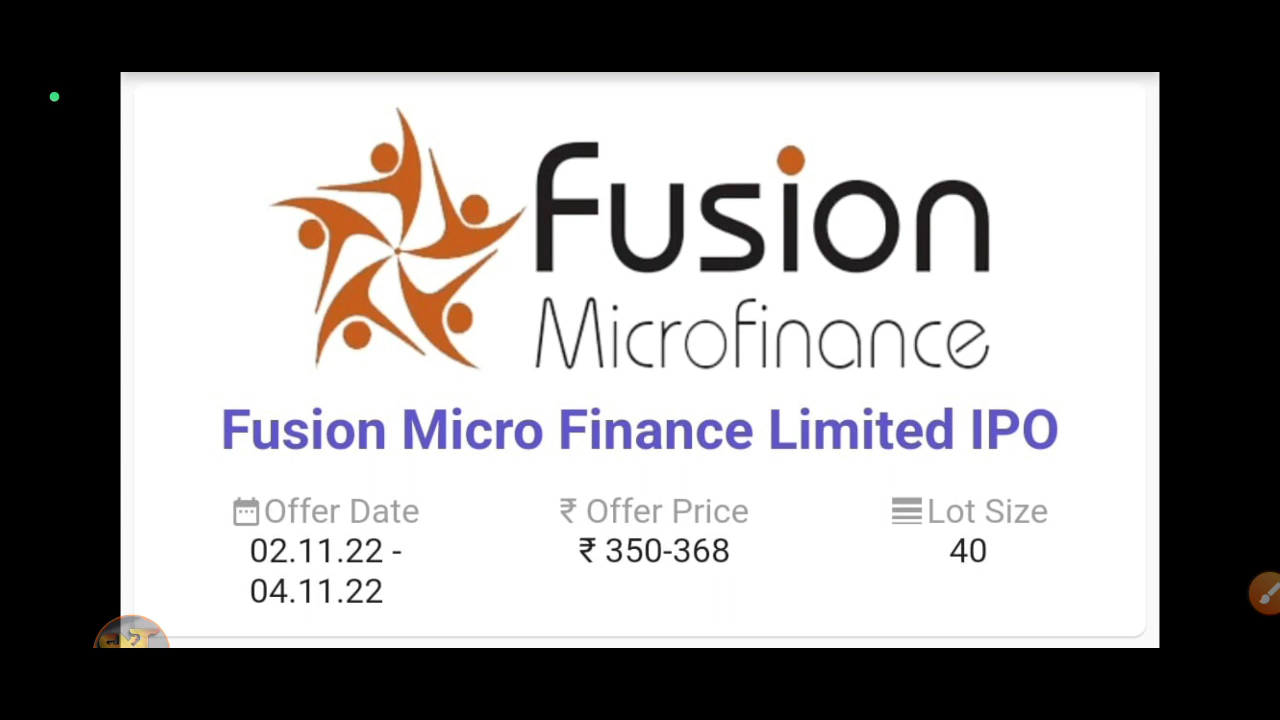 Fusion
Microfinance
Fusion Micro Finance Limited IPO
Offer Date
02.11.22 -
04.11.22
₹ Offer Price
₹ 350-368
Lot Size
40